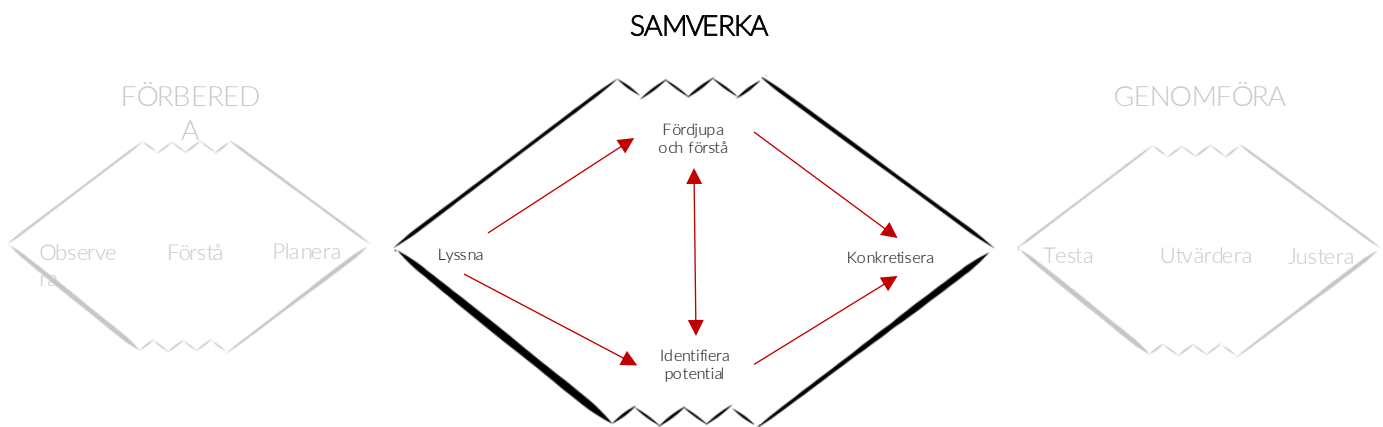 SAMVERKA
FÖRBERED
A
Observe
ra
Förstå
Planera
Fördjupa
och förstå
Lyssna
Konkretisera
Identifiera
potential
GENOMFÖRA
Testa
Utvärdera
Justera